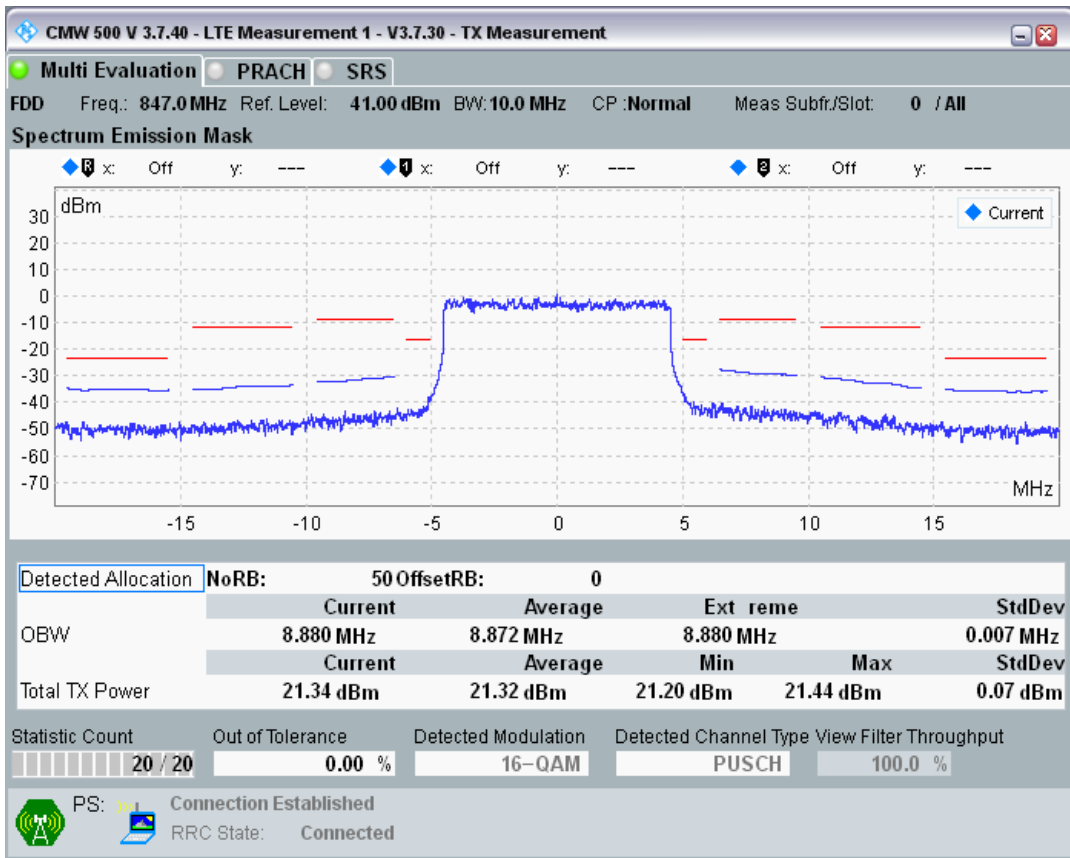 CMW 500 V 3.7.40 - LTE Measurement 1 - V3.7.30 - TX Measurement
Multi Evaluation PRACH SRS
FDD Freq.: 847.0 MHz Ref. Level: 41.00 dBm BW: 10.0 MHz CP :Normal Meas Subfr./Slot: 0 / All
Spectrum Emission Mask
R x: Off y: --- 1 x: Off y: --- 2 x: Off y: ---
dBm
Current
30
20
10
0
-10
-20
-30
-40
-50
-60
-70
MHz
-15 -10 -5 0 5 10 15
Detected Allocation NoRB: 50 OffsetRB: 0
Current Average Ext reme StdDev
OBW 8.880 MHz 8.872 MHz 8.880 MHz 0.007 MHz
Current Average Min Max StdDev
Total TX Power 21.34 dBm 21.32 dBm 21.20 dBm 21.44 dBm 0.07 dBm
Statistic Count Out of Tolerance Detected Modulation Detected Channel Type View Filter Throughput
20 / 20 0.00 % 16-QAM PUSCH 100.0 %
PS: Connection Established
RRC State: Connected